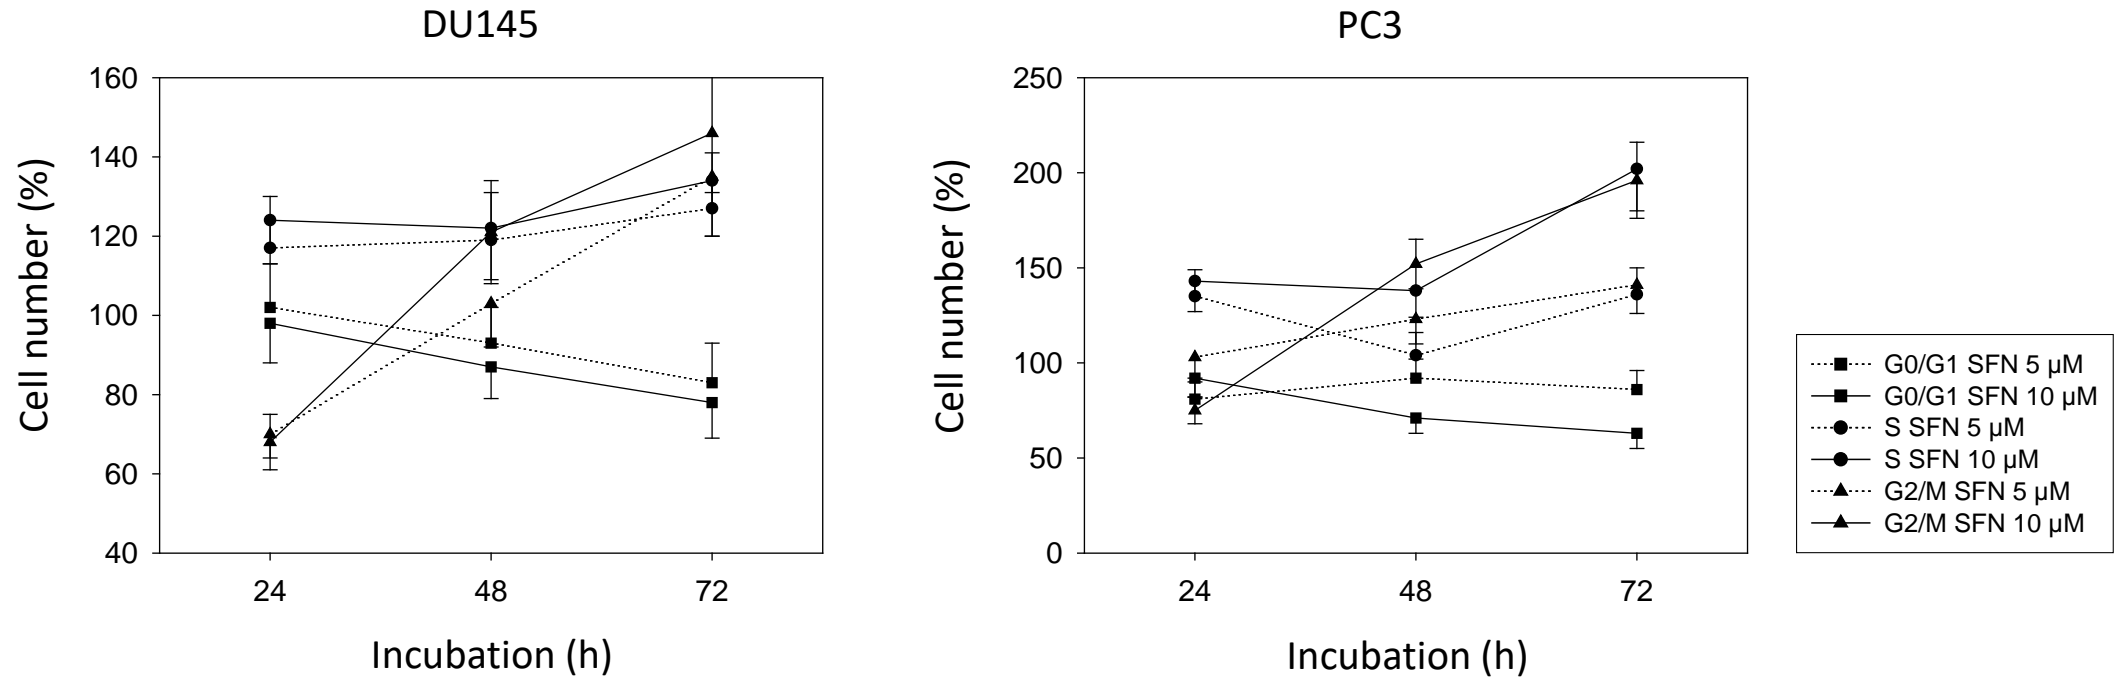 DU145
160
140
120
100
80
60
40
Cell number (%)
24 48 72
Incubation (h)
PC3
250
200
150
100
50
0
Cell number (%)
24 48 72
Incubation (h)
G0/G1 SFN 5 µM
G0/G1 SFN 10 µM
S SFN 5 µM
S SFN 10 µM
G2/M SFN 5 µM
G2/M SFN 10 µM